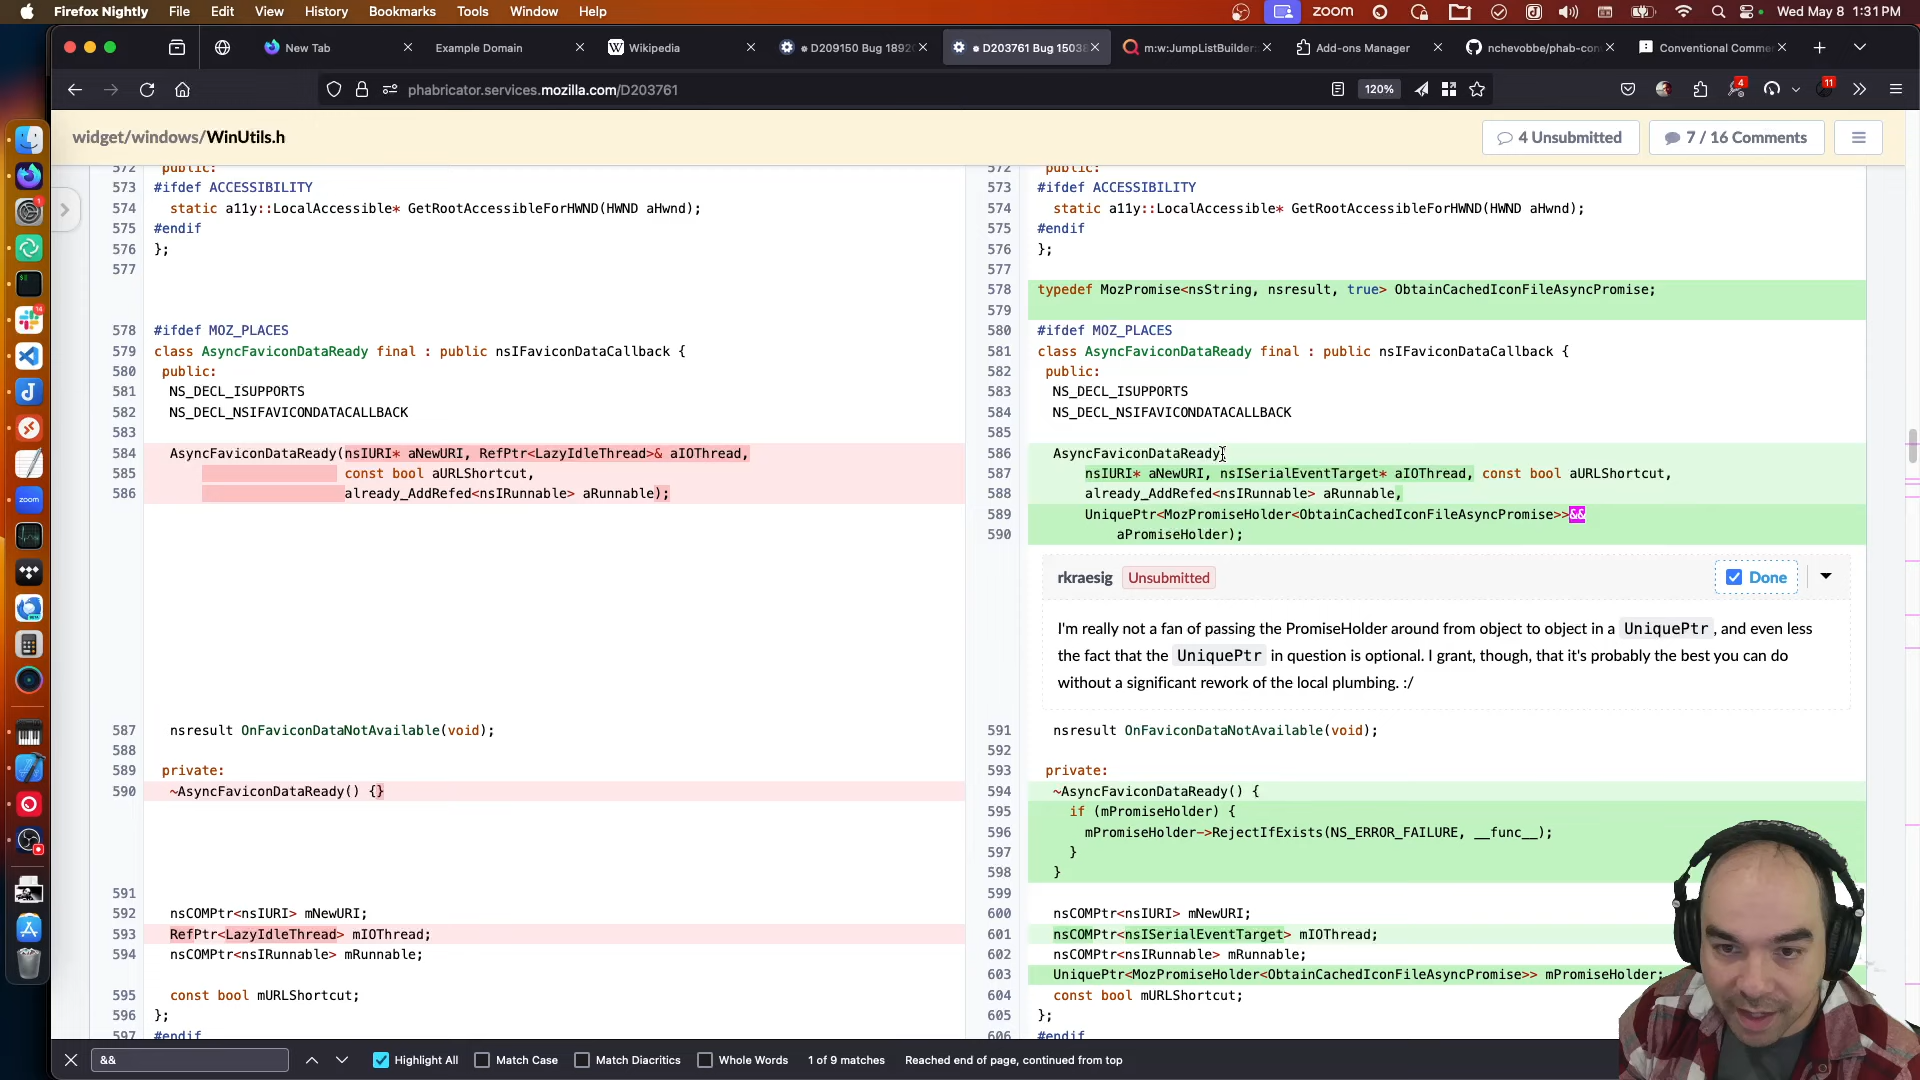 Firefox Nightly File Edit View History Bookmarks Tools Window Help zoom Wed May 8 1:31 PM
New Tab Example Domain Wikipedia D209150 Bug 1892 D203761 Bug 1503 m:w:JumpListBuilder: Add-ons Manager nchevobbe/phab-con Conventional Comme
phabricator.services.mozilla.com/D203761 120% 4 11
widget/windows/WinUtils.h 4 Unsubmitted 7 / 16 Comments
572 public: 572 public:
573 #ifdef ACCESSIBILITY 573 #ifdef ACCESSIBILITY
574 static a11y::LocalAccessible* GetRootAccessibleForHWND(HWND aHwnd); 574 static a11y::LocalAccessible* GetRootAccessibleForHWND(HWND aHwnd);
575 #endif 575 #endif
576 }; 576 };
577 577
578 typedef MozPromise<nsString, nsresult, true> ObtainCachedIconFileAsyncPromise;
579
578 #ifdef MOZ_PLACES 580 #ifdef MOZ_PLACES
579 class AsyncFaviconDataReady final : public nsIFaviconDataCallback { 581 class AsyncFaviconDataReady final : public nsIFaviconDataCallback {
580 public: 582 public:
581 NS_DECL_ISUPPORTS 583 NS_DECL_ISUPPORTS
582 NS_DECL_NSIFAVICONDATACALLBACK 584 NS_DECL_NSIFAVICONDATACALLBACK
583 585
584 AsyncFaviconDataReady(nsIURI* aNewURI, RefPtr<LazyIdleThread>& aIOThread, 586 AsyncFaviconDataReady(
585 const bool aURLShortcut, 587 nsIURI* aNewURI, nsISerialEventTarget* aIOThread, const bool aURLShortcut,
586 already_AddRefed<nsIRunnable> aRunnable); 588 already_AddRefed<nsIRunnable> aRunnable,
589 UniquePtr<MozPromiseHolder<ObtainCachedIconFileAsyncPromise>>&&
590 aPromiseHolder);
rkraesig Unsubmitted Done
I'm really not a fan of passing the PromiseHolder around from object to object in a UniquePtr, and even less
the fact that the UniquePtr in question is optional. I grant, though, that it's probably the best you can do
without a significant rework of the local plumbing. :/
587 nsresult OnFaviconDataNotAvailable(void); 591 nsresult OnFaviconDataNotAvailable(void);
588 592
589 private: 593 private:
590 ~AsyncFaviconDataReady() {} 594 ~AsyncFaviconDataReady() {
595 if (mPromiseHolder) {
596 mPromiseHolder->RejectIfExists(NS_ERROR_FAILURE, __func__);
597 }
598 }
591 599
592 nsCOMPtr<nsIURI> mNewURI; 600 nsCOMPtr<nsIURI> mNewURI;
593 RefPtr<LazyIdleThread> mIOThread; 601 nsCOMPtr<nsISerialEventTarget> mIOThread;
594 nsCOMPtr<nsIRunnable> mRunnable; 602 nsCOMPtr<nsIRunnable> mRunnable;
603 UniquePtr<MozPromiseHolder<ObtainCachedIconFileAsyncPromise>> mPromiseHolder;
595 const bool mURLShortcut; 604 const bool mURLShortcut;
596 }; 605 };
597 #endif 606 #endif
&& Highlight All Match Case Match Diacritics Whole Words 1 of 9 matches Reached end of page, continued from top